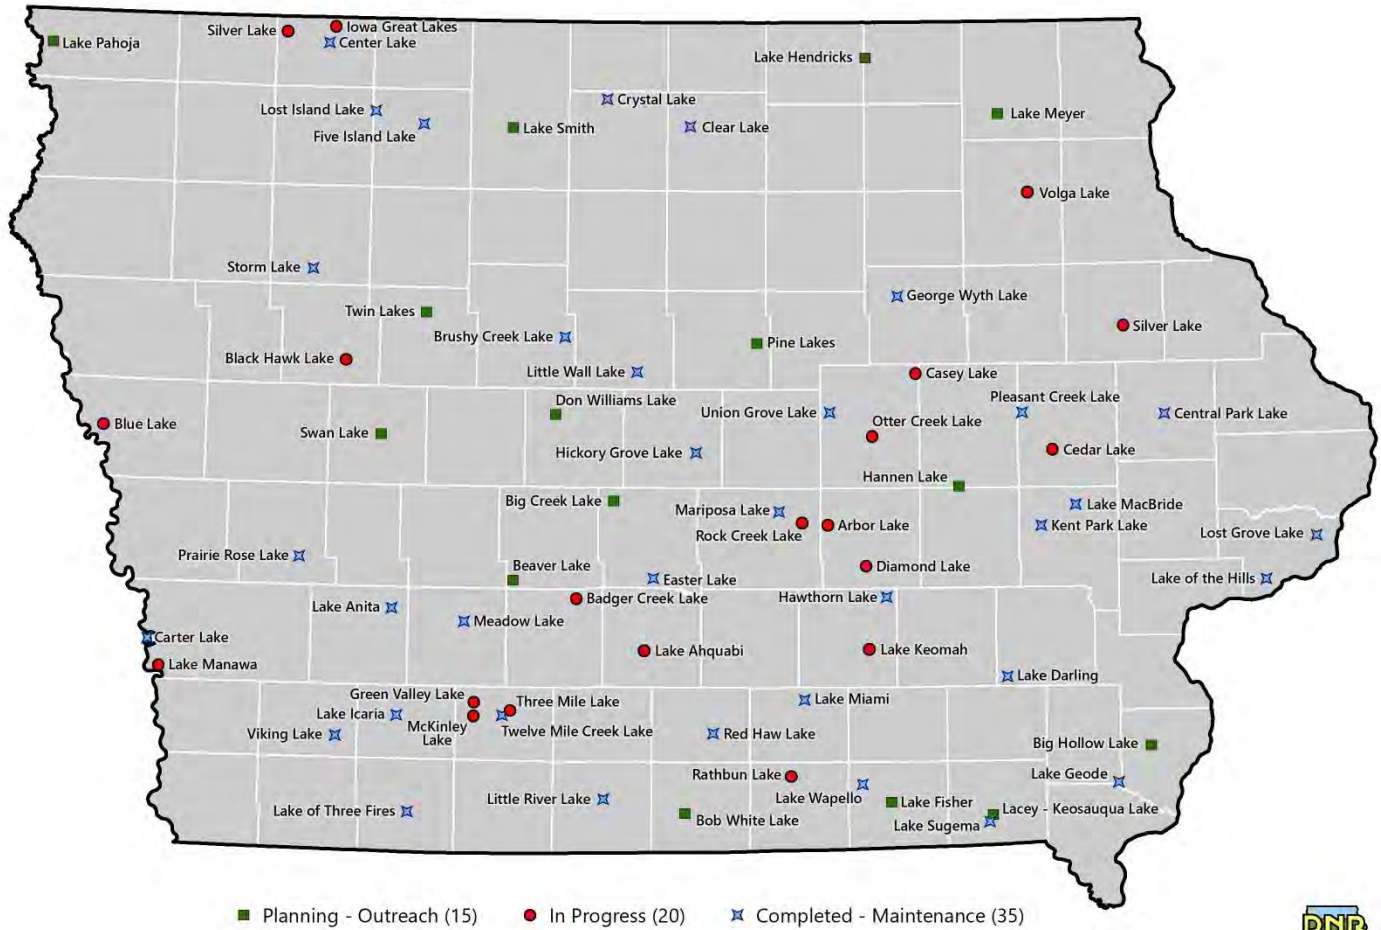 Silver Lake
Iowa Great Lakes
Lake Pahoja
Center Lake
Lake Hendricks
Lost Island Lake
Crystal Lake
Five Island Lake
Lake Smith
Clear Lake
Lake Meyer
Volga Lake
Storm Lake
George Wyth Lake
Twin Lakes
Silver Lake
Brushy Creek Lake
Pine Lakes
Black Hawk Lake
Little Wall Lake
Casey Lake
Don Williams Lake
Pleasant Creek Lake
Blue Lake
Swan Lake
Union Grove Lake
Otter Creek Lake
Central Park Lake
Hickory Grove Lake
Cedar Lake
Hannen Lake
Big Creek Lake
Mariposa Lake
Lake MacBride
Rock Creek Lake
Arbor Lake
Kent Park Lake
Lost Grove Lake
Prairie Rose Lake
Beaver Lake
Diamond Lake
Easter Lake
Lake of the Hills
Lake Anita
Badger Creek Lake
Hawthorn Lake
Meadow Lake
Carter Lake
Lake Manawa
Lake Ahquabi
Lake Keomah
Lake Darling
Green Valley Lake
Three Mile Lake
Lake Miami
Lake Icaria
McKinley
Lake
Twelve Mile Creek Lake
Viking Lake
Red Haw Lake
Big Hollow Lake
Rathbun Lake
Lake Geode
Lake of Three Fires
Little River Lake
Lake Wapello
Lake Fisher
Lacey - Keosauqua Lake
Bob White Lake
Lake Sugema
Planning - Outreach (15)
In Progress (20)
Completed - Maintenance (35)
DNR